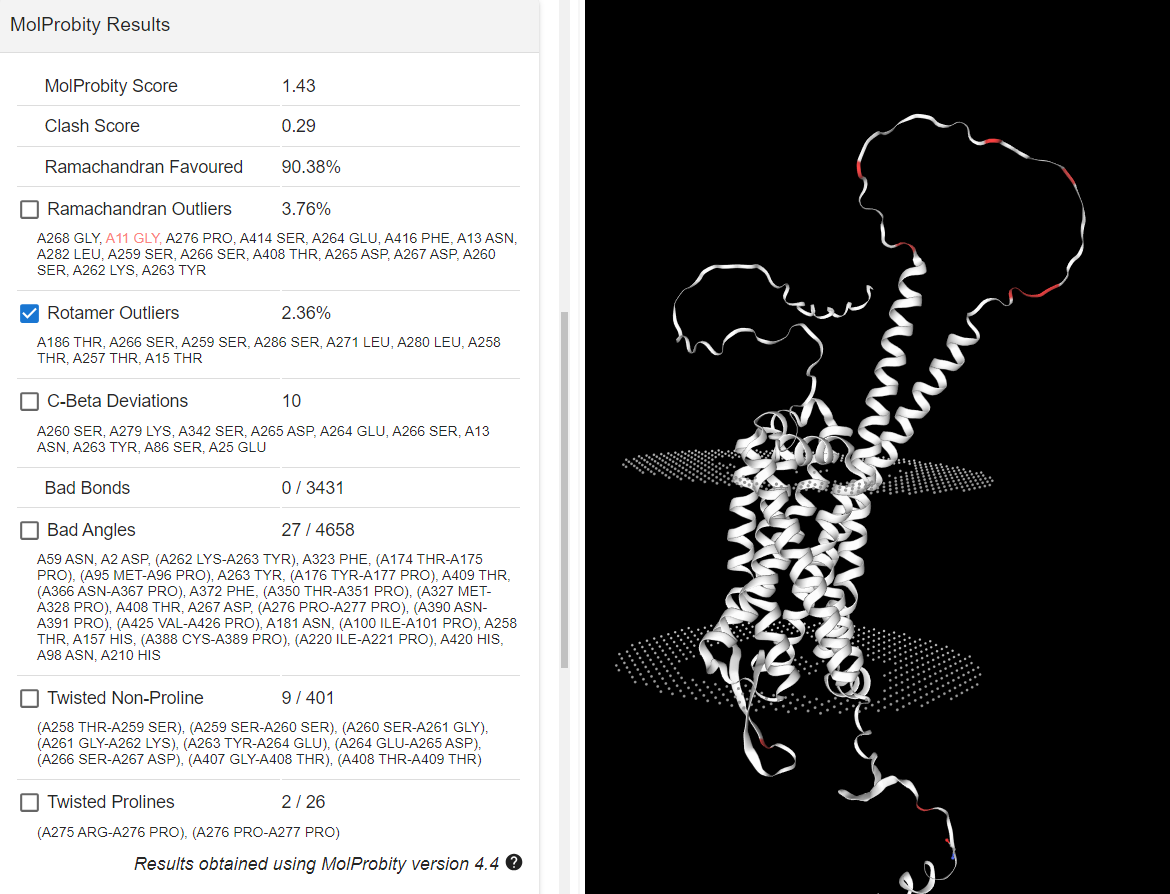 MolProbity Results
MolProbity Score 1.43
Clash Score 0.29
Ramachandran Favoured 90.38%
Ramachandran Outliers 3.76%
A268 GLY, A11 GLY, A276 PRO, A414 SER, A264 GLU, A416 PHE, A13 ASN,
A282 LEU, A259 SER, A266 SER, A408 THR, A265 ASP, A267 ASP, A260
SER, A262 LYS, A263 TYR
Rotamer Outliers 2.36%
A186 THR, A266 SER, A259 SER, A286 SER, A271 LEU, A280 LEU, A258
THR, A257 THR, A15 THR
C-Beta Deviations 10
A260 SER, A279 LYS, A342 SER, A265 ASP, A264 GLU, A266 SER, A13
ASN, A263 TYR, A86 SER, A25 GLU
Bad Bonds 0 / 3431
Bad Angles 27 / 4658
A59 ASN, A2 ASP, (A262 LYS-A263 TYR), A323 PHE, (A174 THR-A175
PRO), (A95 MET-A96 PRO), A263 TYR, (A176 TYR-A177 PRO), A409 THR,
(A366 ASN-A367 PRO), A372 PHE, (A350 THR-A351 PRO), (A327 MET-
A328 PRO), A408 THR, A267 ASP, (A276 PRO-A277 PRO), (A390 ASN-
A391 PRO), (A425 VAL-A426 PRO), A181 ASN, (A100 ILE-A101 PRO), A258
THR, A157 HIS, (A388 CYS-A389 PRO), (A220 ILE-A221 PRO), A420 HIS,
A98 ASN, A210 HIS
Twisted Non-Proline 9 / 401
(A258 THR-A259 SER), (A259 SER-A260 SER), (A260 SER-A261 GLY),
(A261 GLY-A262 LYS), (A263 TYR-A264 GLU), (A264 GLU-A265 ASP),
(A266 SER-A267 ASP), (A407 GLY-A408 THR), (A408 THR-A409 THR)
Twisted Prolines 2 / 26
(A275 ARG-A276 PRO), (A276 PRO-A277 PRO)
Results obtained using MolProbity version 4.4 ?